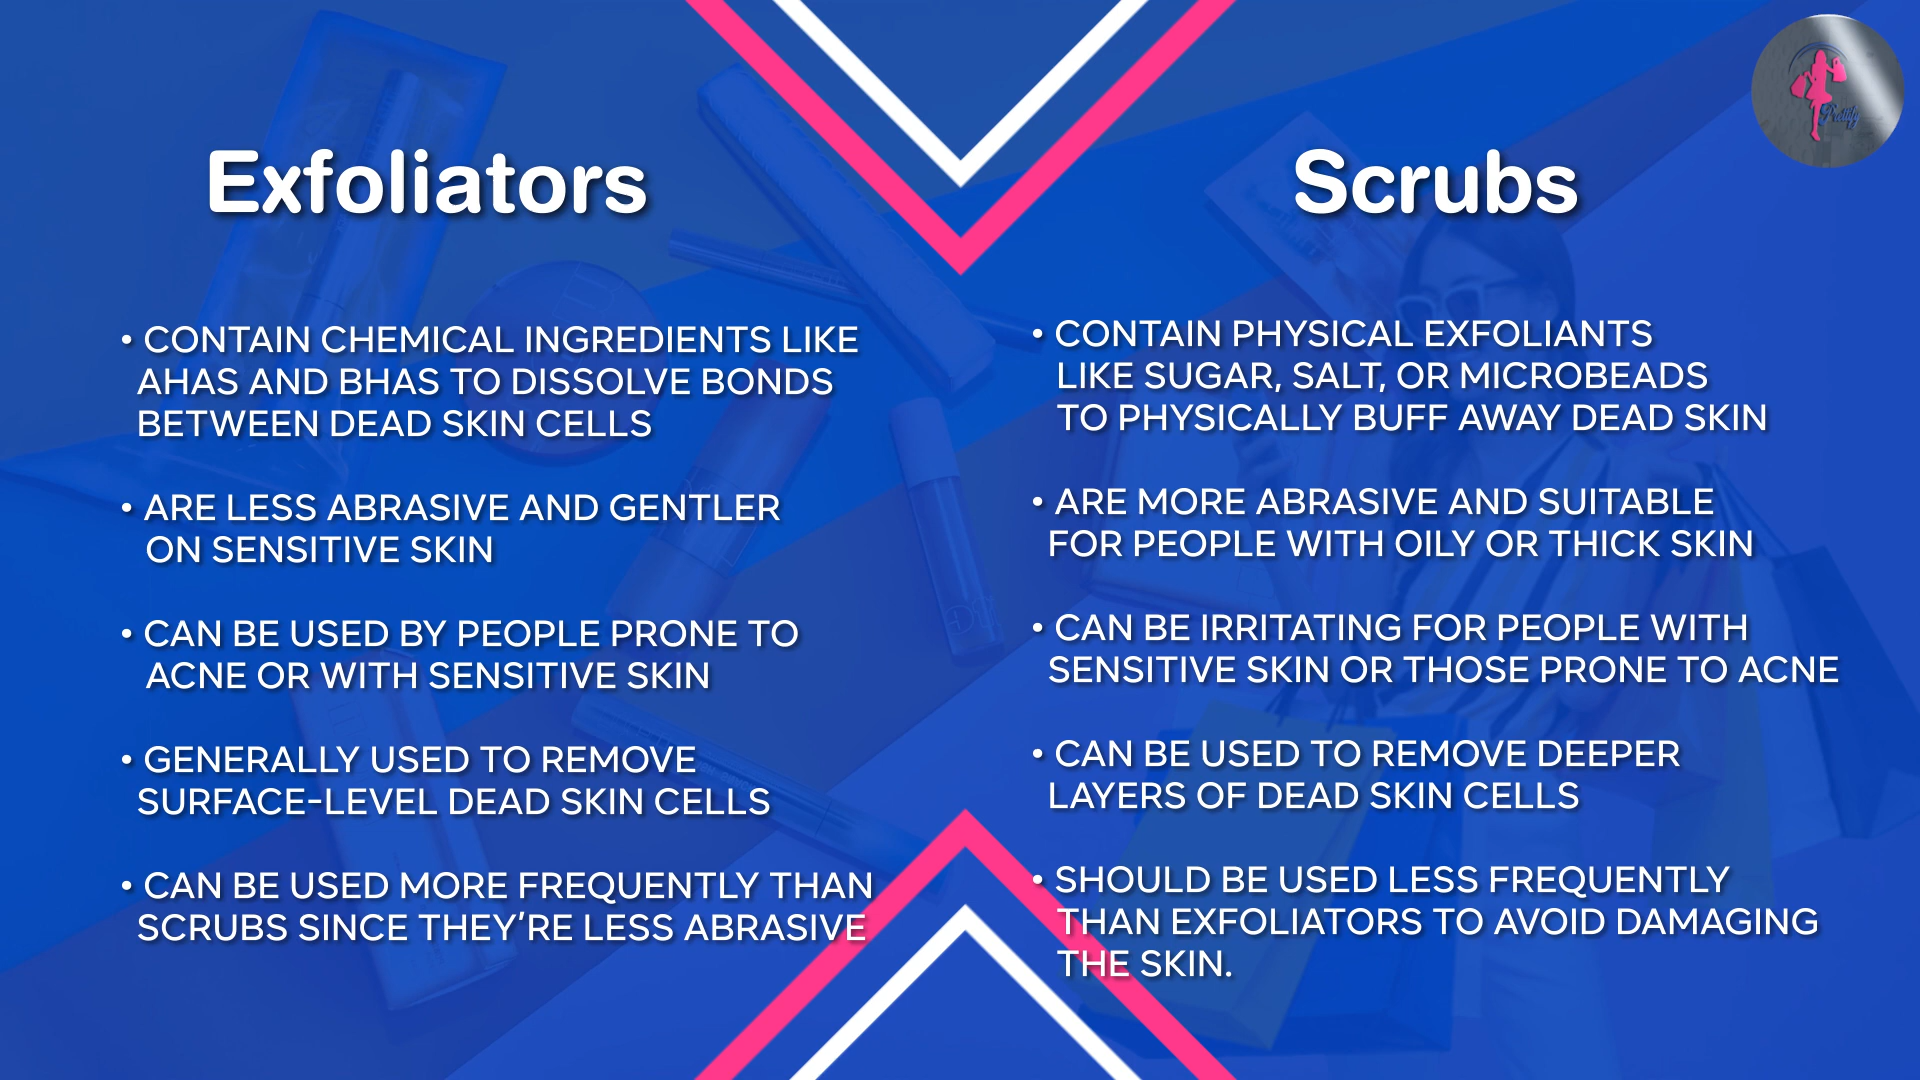 Exfoliators
• CONTAIN CHEMICAL INGREDIENTS LIKE
AHAS AND BHAS TO DISSOLVE BONDS
BETWEEN DEAD SKIN CELLS
• ARE LESS ABRASIVE AND GENTLER
ON SENSITIVE SKIN
• CAN BE USED BY PEOPLE PRONE TO
ACNE OR WITH SENSITIVE SKIN
• GENERALLY USED TO REMOVE
SURFACE-LEVEL DEAD SKIN CELLS
• CAN BE USED MORE FREQUENTLY THAN
SCRUBS SINCE THEY’RE LESS ABRASIVE
Scrubs
• CONTAIN PHYSICAL EXFOLIANTS
LIKE SUGAR, SALT, OR MICROBEADS
TO PHYSICALLY BUFF AWAY DEAD SKIN
• ARE MORE ABRASIVE AND SUITABLE
FOR PEOPLE WITH OILY OR THICK SKIN
• CAN BE IRRITATING FOR PEOPLE WITH
SENSITIVE SKIN OR THOSE PRONE TO ACNE
• CAN BE USED TO REMOVE DEEPER
LAYERS OF DEAD SKIN CELLS
• SHOULD BE USED LESS FREQUENTLY
THAN EXFOLIATORS TO AVOID DAMAGING
THE SKIN.